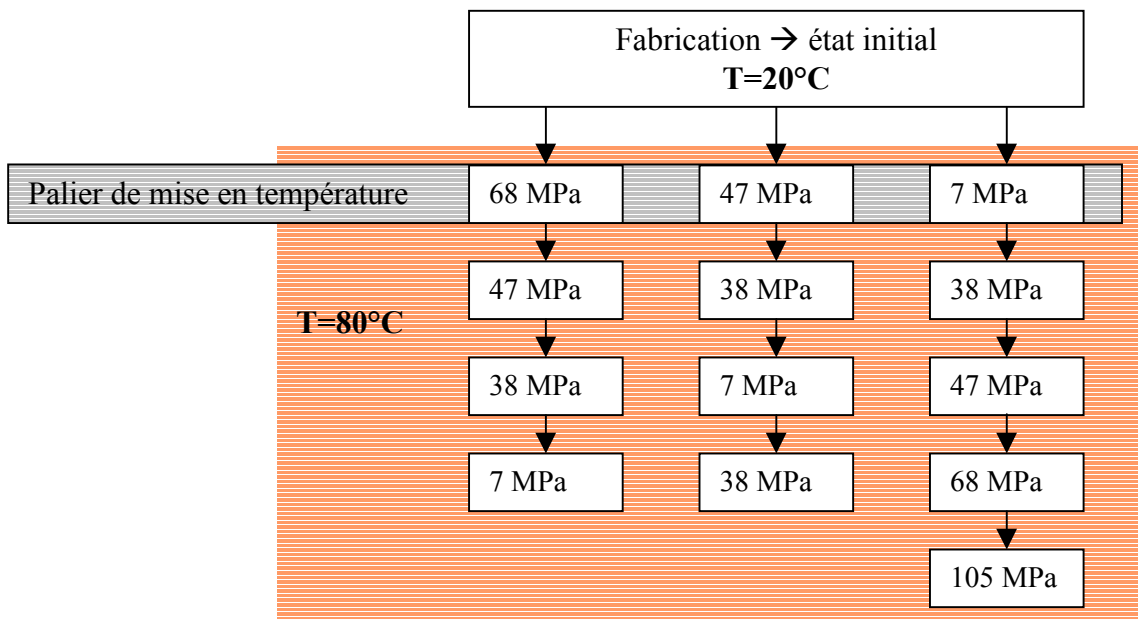 Fabrication → état initial
T=20°C
Palier de mise en température
68 MPa
47 MPa
7 MPa
47 MPa
38 MPa
38 MPa
T=80°C
38 MPa
7 MPa
47 MPa
7 MPa
38 MPa
68 MPa
105 MPa